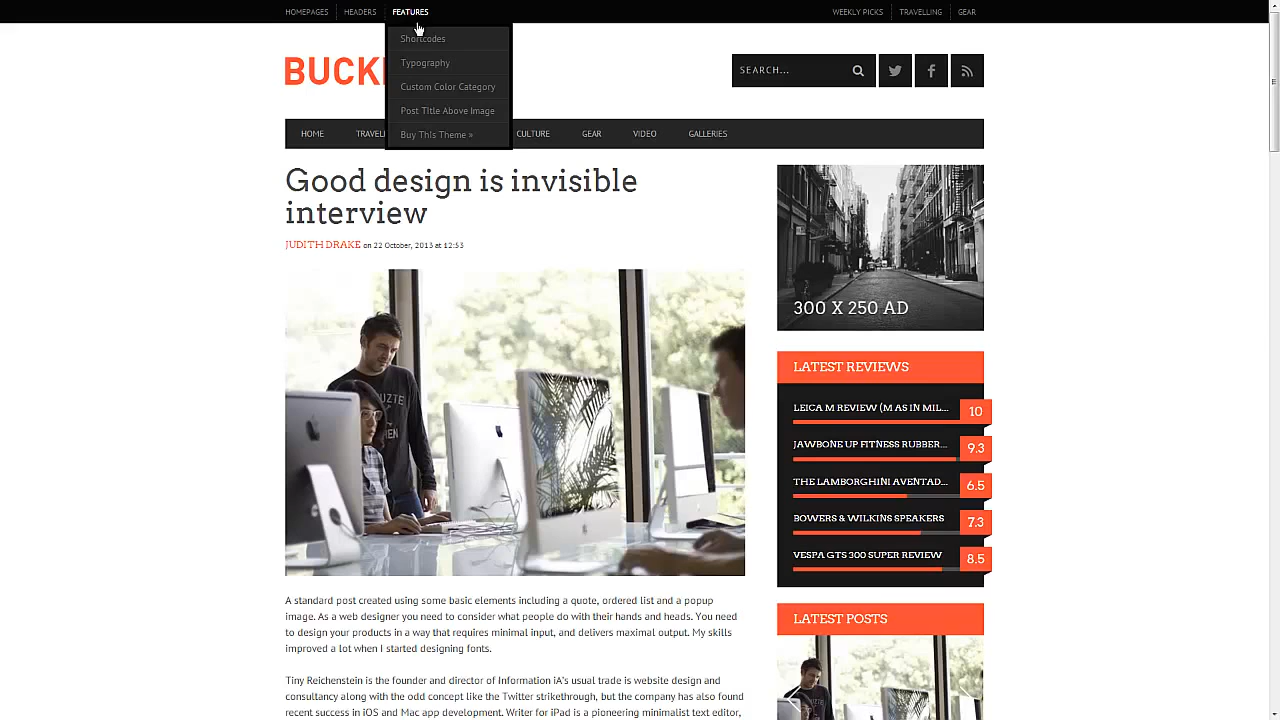 HOMEPAGES HEADERS FEATURES WEEKLY PICKS TRAVELLING GEAR
Shortcodes
Typography
Custom Color Category
Post Title Above Image
Buy This Theme »
SEARCH...
HOME CULTURE GEAR VIDEO GALLERIES
Good design is invisible
interview
JUDITH DRAKE on 22 October, 2013 at 12:53
300 X 250 AD
LATEST REVIEWS
LEICA M REVIEW (M AS IN MIL... 10
JAWBONE UP FITNESS RUBBER... 9.3
THE LAMBORGHINI AVENTAD... 6.5
BOWERS & WILKINS SPEAKERS 7.3
VESPA GTS 300 SUPER REVIEW 8.5
LATEST POSTS
A standard post created using some basic elements including a quote, ordered list and a popup
image. As a web designer you need to consider what people do with their hands and heads. You need
to design your products in a way that requires minimal input, and delivers maximal output. My skills
improved a lot when I started designing fonts.
Tiny Reichenstein is the founder and director of Information iA's usual trade is website design and
consultancy along with the odd concept like the Twitter strikethrough, but the company has also found
recent success in iOS and Mac app development. Writer for iPad is a pioneering minimalist text editor,